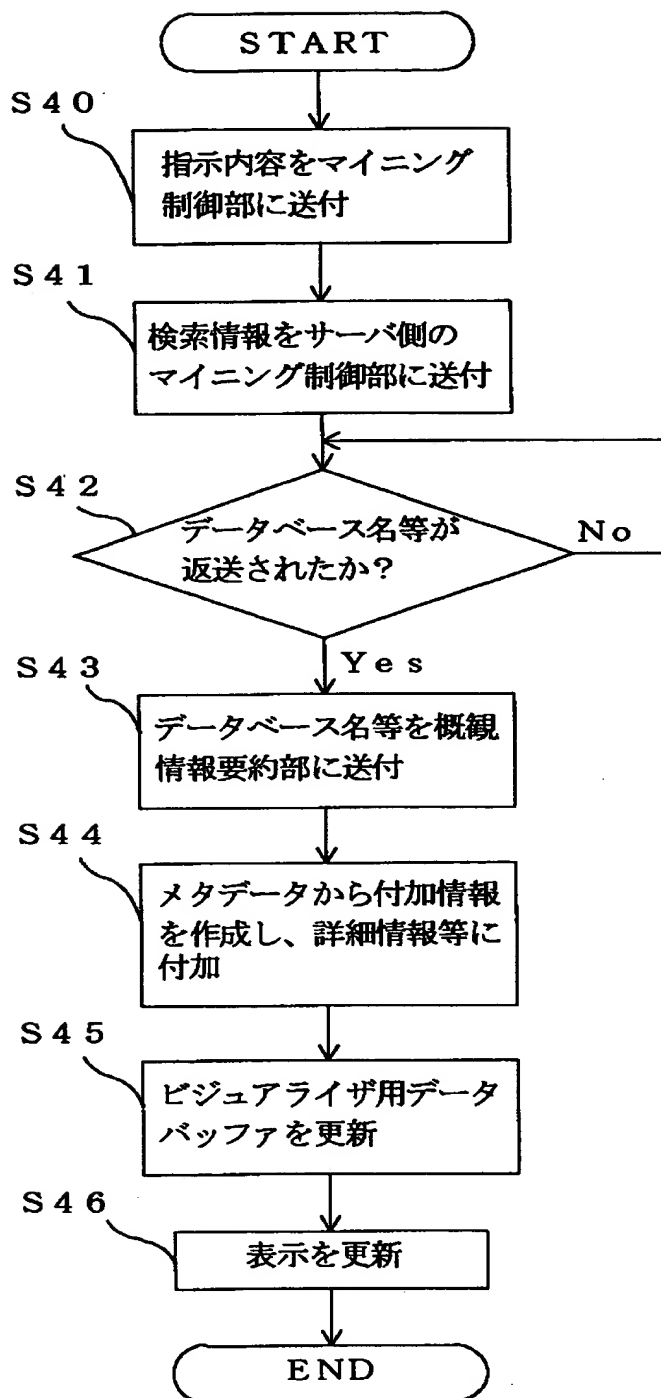 START
S40
指示内容をマイニング
制御部に送付
S41
検索情報をサーバ側の
マイニング制御部に送付
S42
データベース名等が
返送されたか?
No
Yes
S43
データベース名等を概観
情報要約部に送付
S44
メタデータから付加情報
を作成し、詳細情報等に
付加
S45
ビジュアライザ用データ
バッファを更新
S46
表示を更新
END